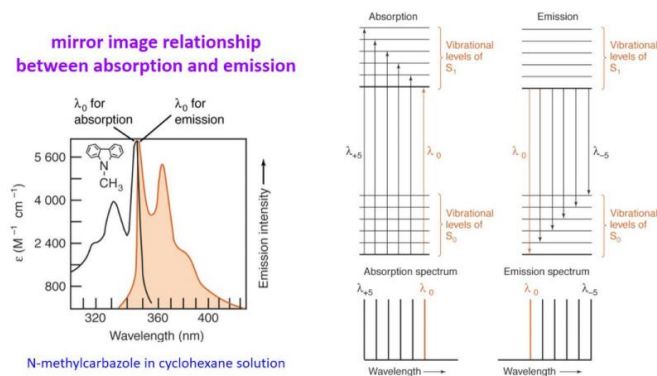 mirror image relationship
between absorption and emission
λ₀ for
absorption
λ₀ for
emission
N
CH₃
ε (M⁻¹ cm⁻¹)
5 600
4 000
2 400
800
320
360
400
Wavelength (nm)
Emission intensity
N-methylcarbazole in cyclohexane solution
Absorption
Emission
Vibrational
levels of
S₁
Vibrational
levels of
S₁
λ₊₅
λ₀
λ₀
λ₋₅
Vibrational
levels of
S₀
Vibrational
levels of
S₀
Absorption spectrum
Emission spectrum
λ₊₅
λ₀
λ₀
λ₋₅
Wavelength
Wavelength